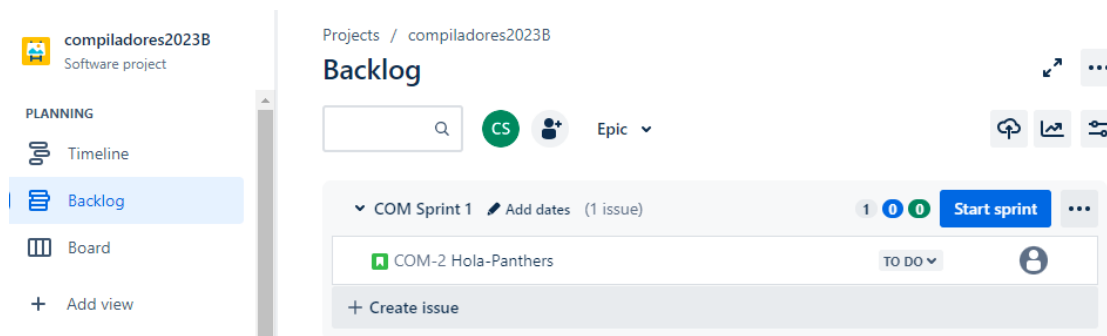 compiladores2023B
Software project
PLANNING
Timeline
Backlog
Board
+ Add view
Projects / compiladores2023B
Backlog
CS
Epic
COM Sprint 1 Add dates (1 issue) 1 0 0 Start sprint
COM-2 Hola-Panthers TO DO
+ Create issue